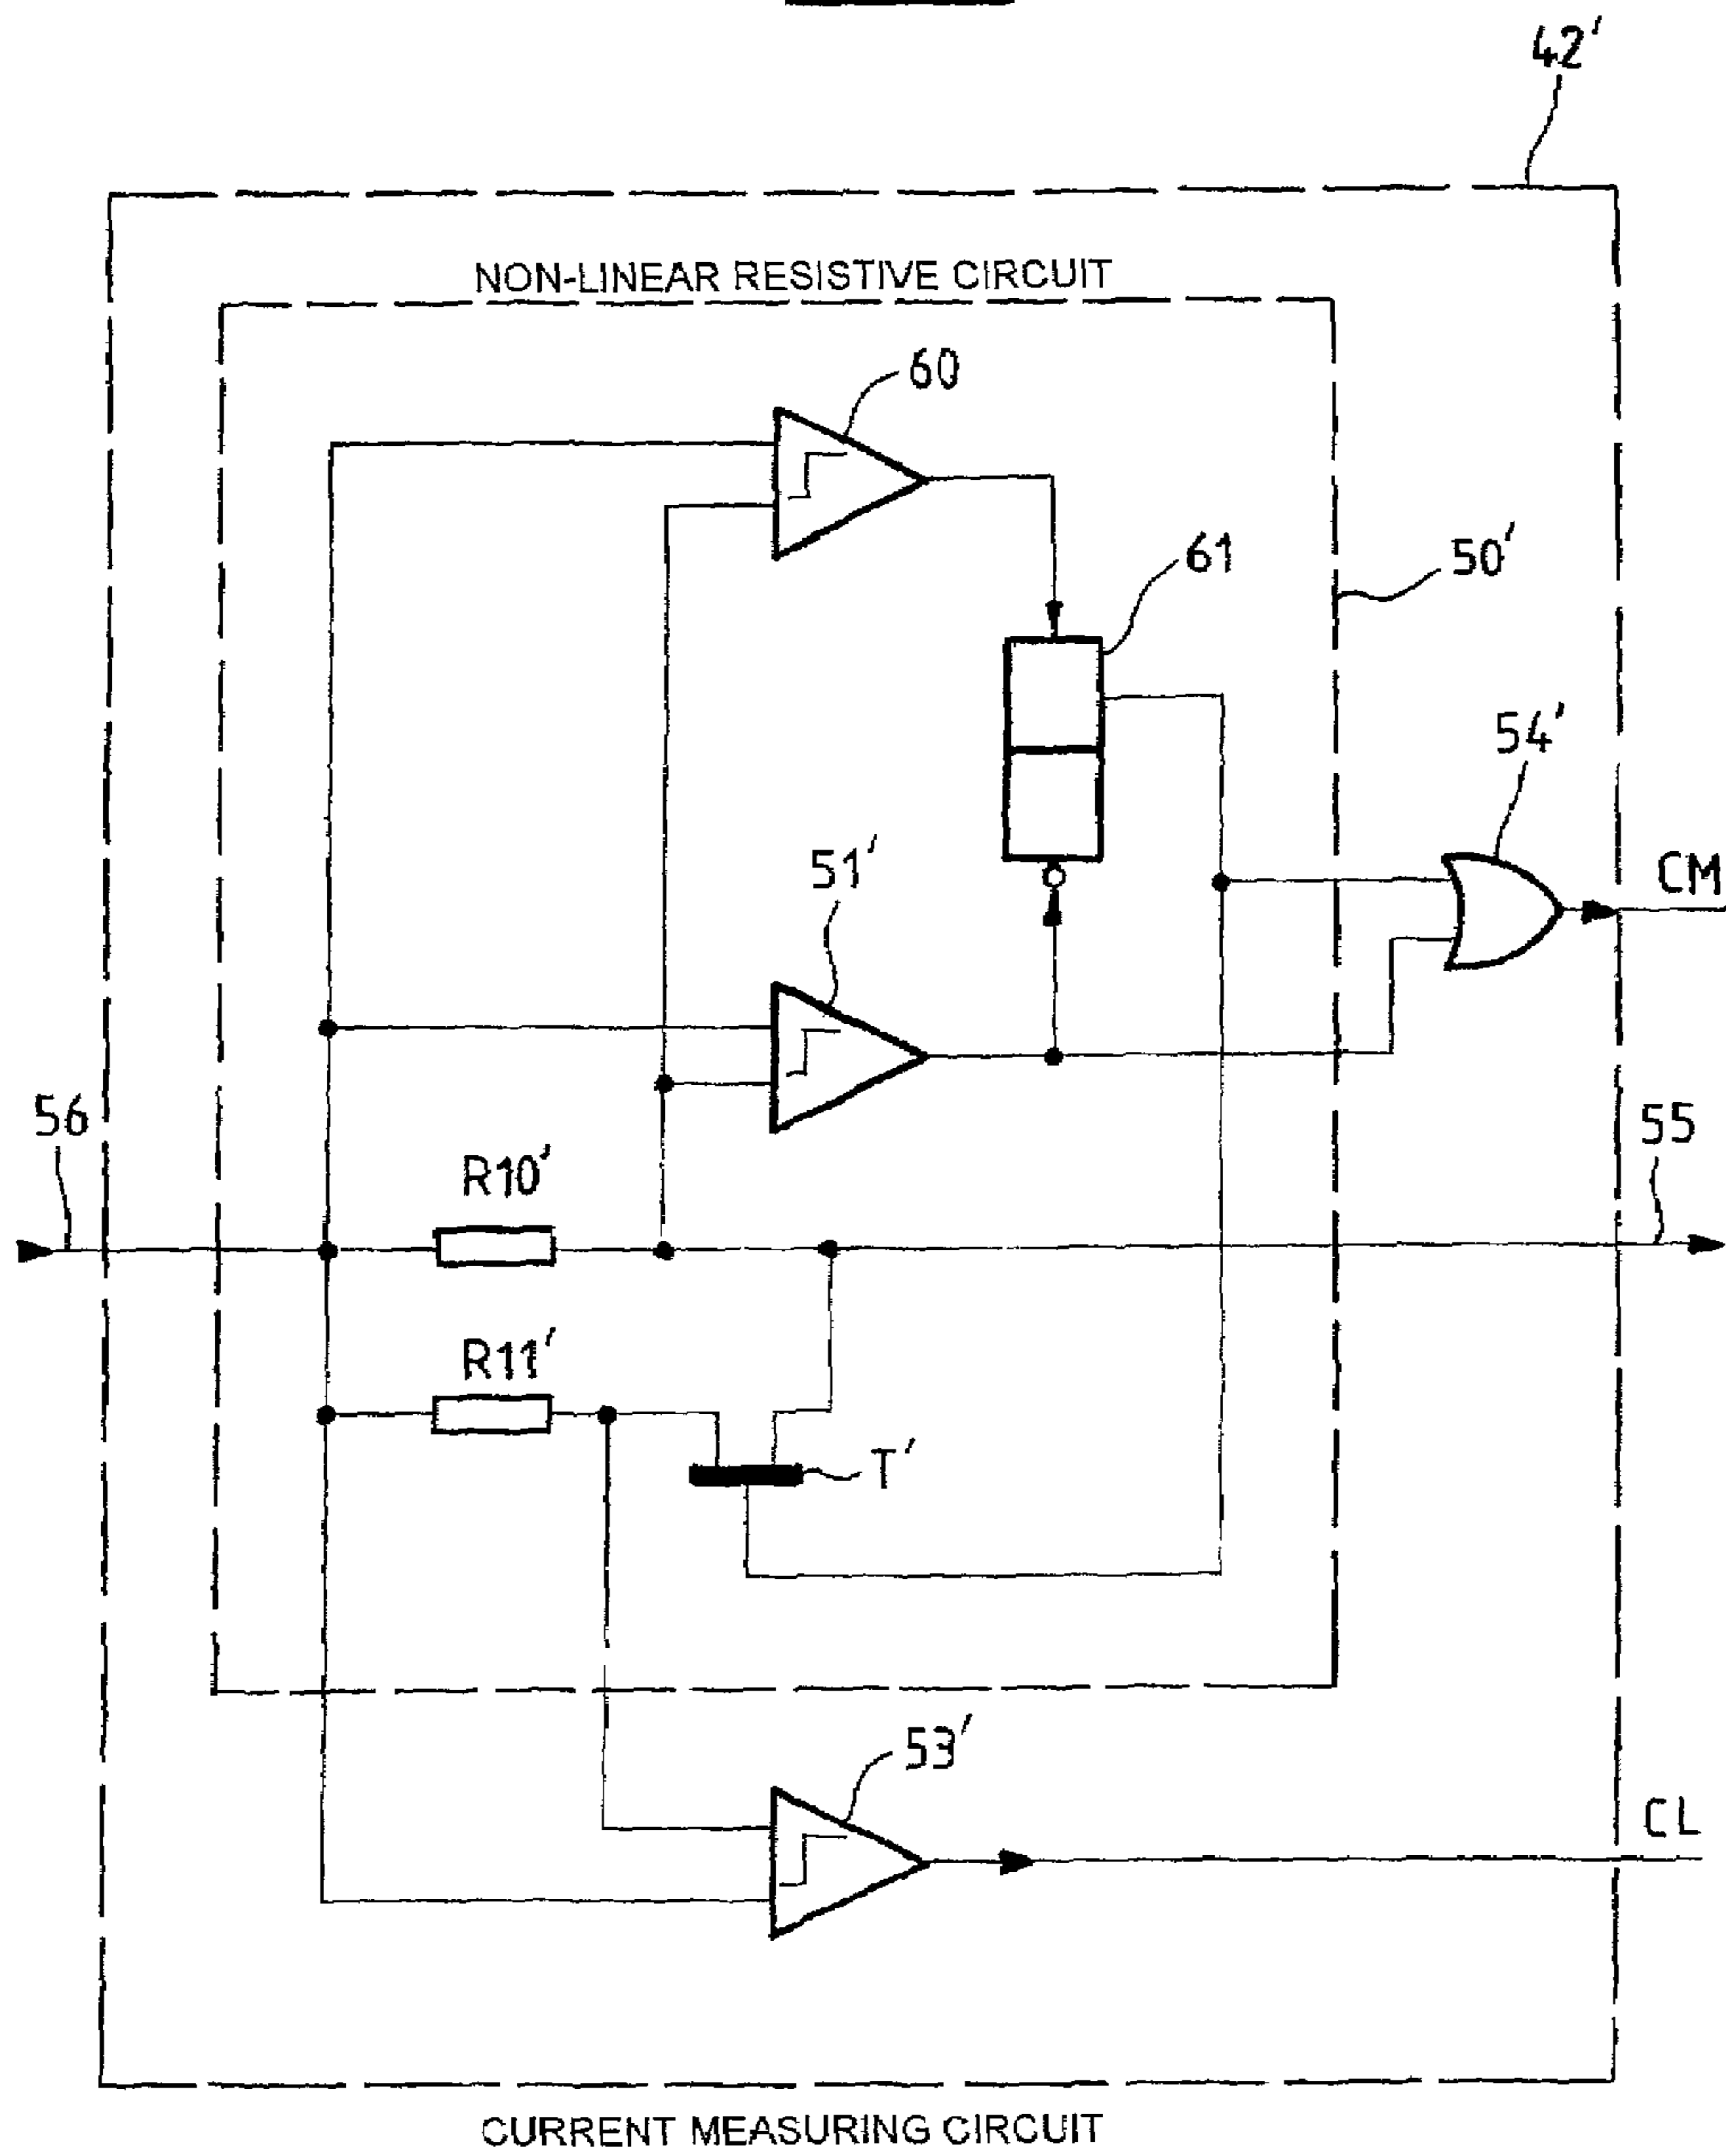 42'
NON-LINEAR RESISTIVE CIRCUIT
60
61
50'
54'
51'
CM
56
55
R10'
R11'
T'
53'
CL
CURRENT MEASURING CIRCUIT